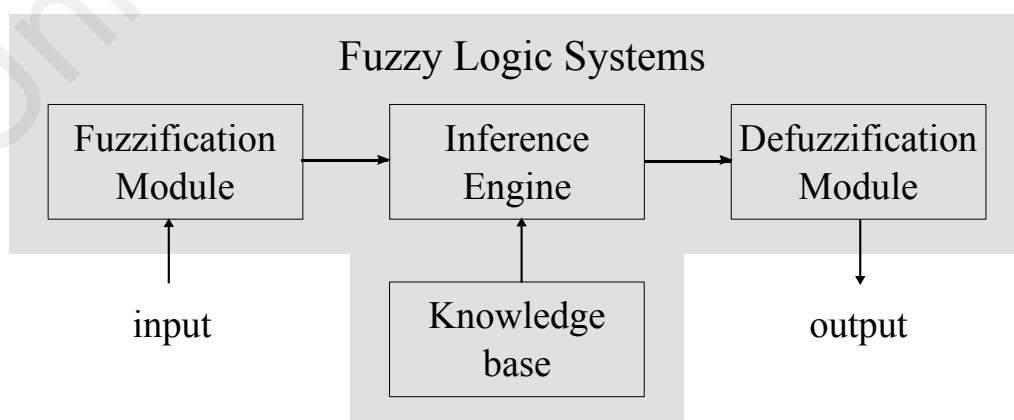 Fuzzy Logic Systems
Fuzzification
Module
Inference
Engine
Defuzzification
Module
input
Knowledge
base
output